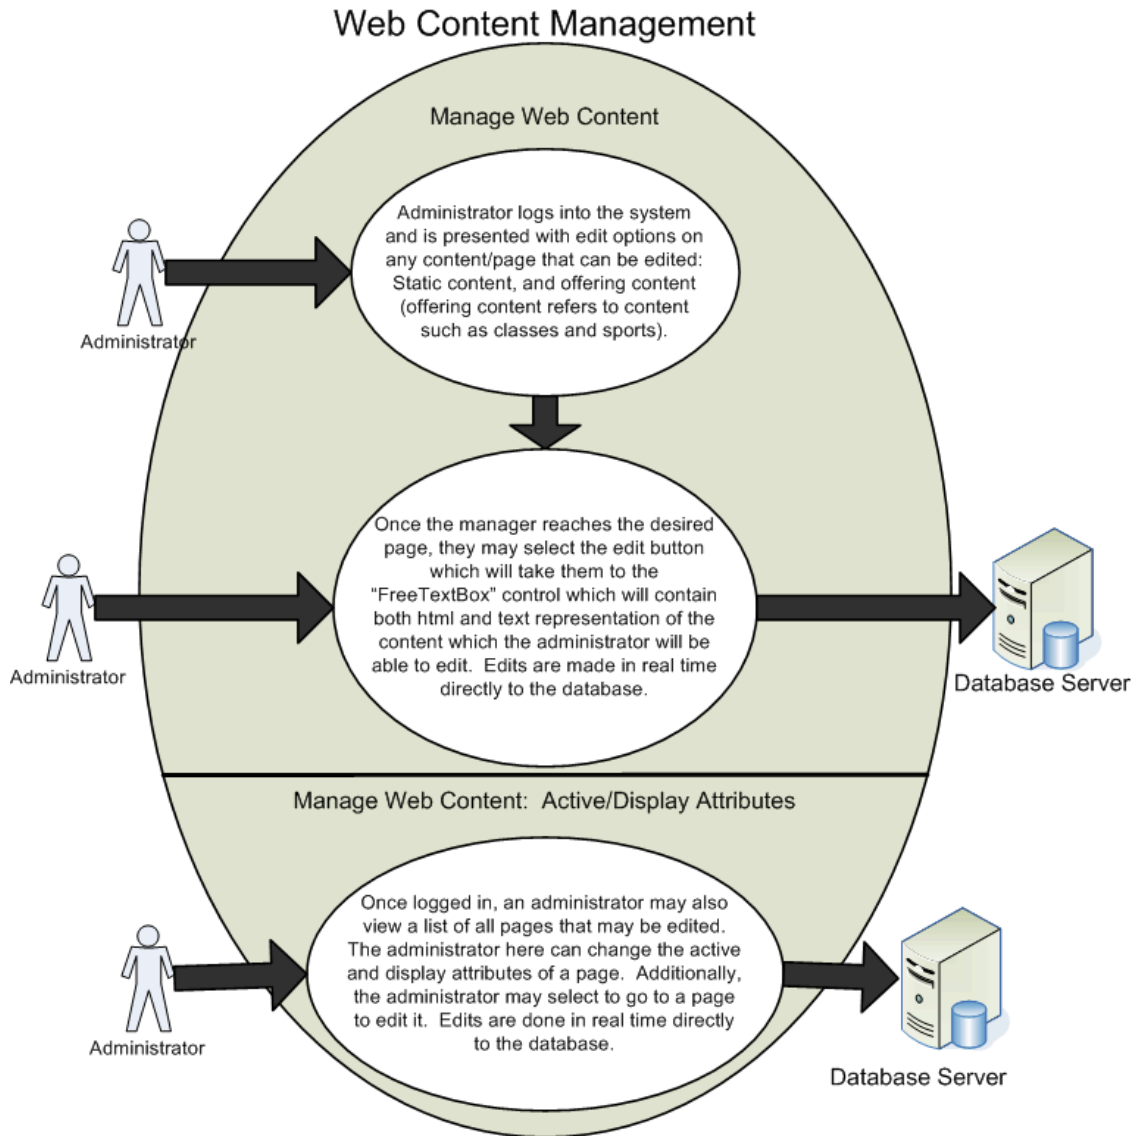 Web Content Management
Manage Web Content
Administrator logs into the system
and is presented with edit options on
any content/page that can be edited:
Static content, and offering content
(offering content refers to content
such as classes and sports).
Administrator
Once the manager reaches the desired
page, they may select the edit button
which will take them to the
“FreeTextBox” control which will contain
both html and text representation of the
content which the administrator will be
able to edit.  Edits are made in real time
directly to the database.
Administrator
Database Server
Manage Web Content:  Active/Display Attributes
Once logged in, an administrator may also
view a list of all pages that may be edited.
The administrator here can change the active
and display attributes of a page.  Additionally,
the administrator may select to go to a page
to edit it.  Edits are done in real time directly
to the database.
Administrator
Database Server